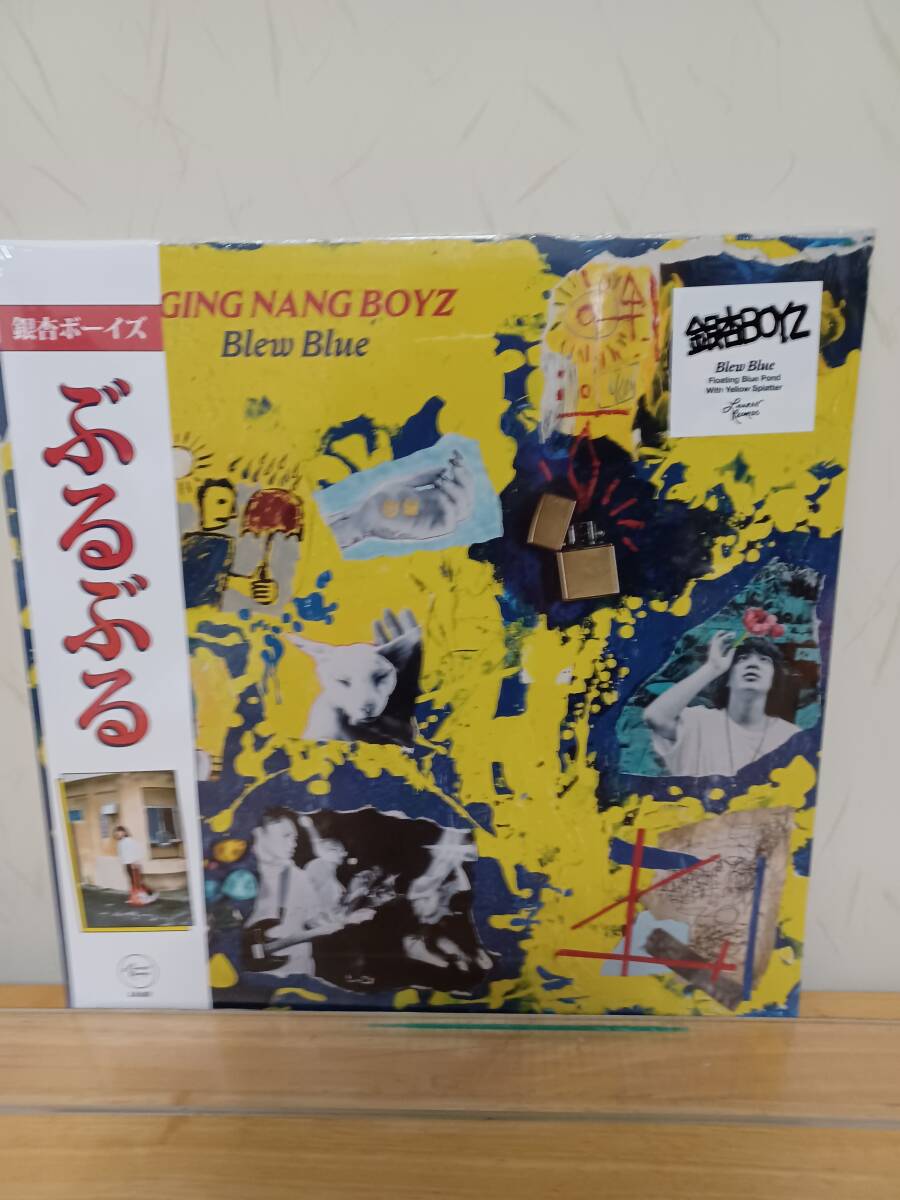 銀杏ボーイズ
ぶるぶる
GING NANG BOYZ
Blew Blue
銀杏BOYZ
Blew Blue
Floating Blue Pond
With Yellow Splatter